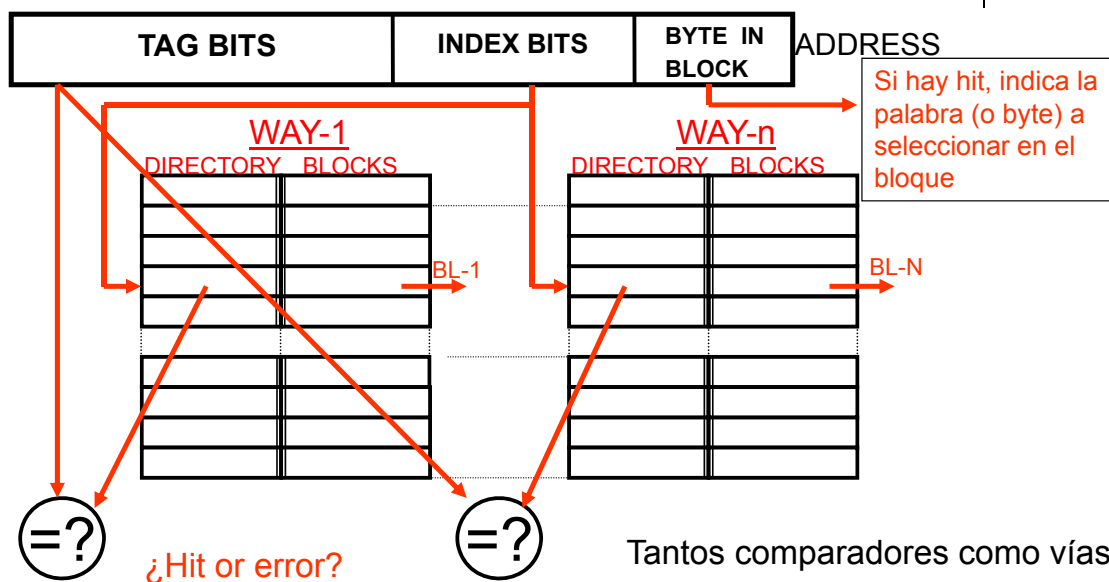 TAG BITS
INDEX BITS
BYTE IN
BLOCK
ADDRESS
Si hay hit, indica la
palabra (o byte) a
seleccionar en el
bloque
WAY-1
DIRECTORY BLOCKS
WAY-n
DIRECTORY BLOCKS
BL-1
BL-N
=?
=?
¿Hit or error?
Tantos comparadores como vías